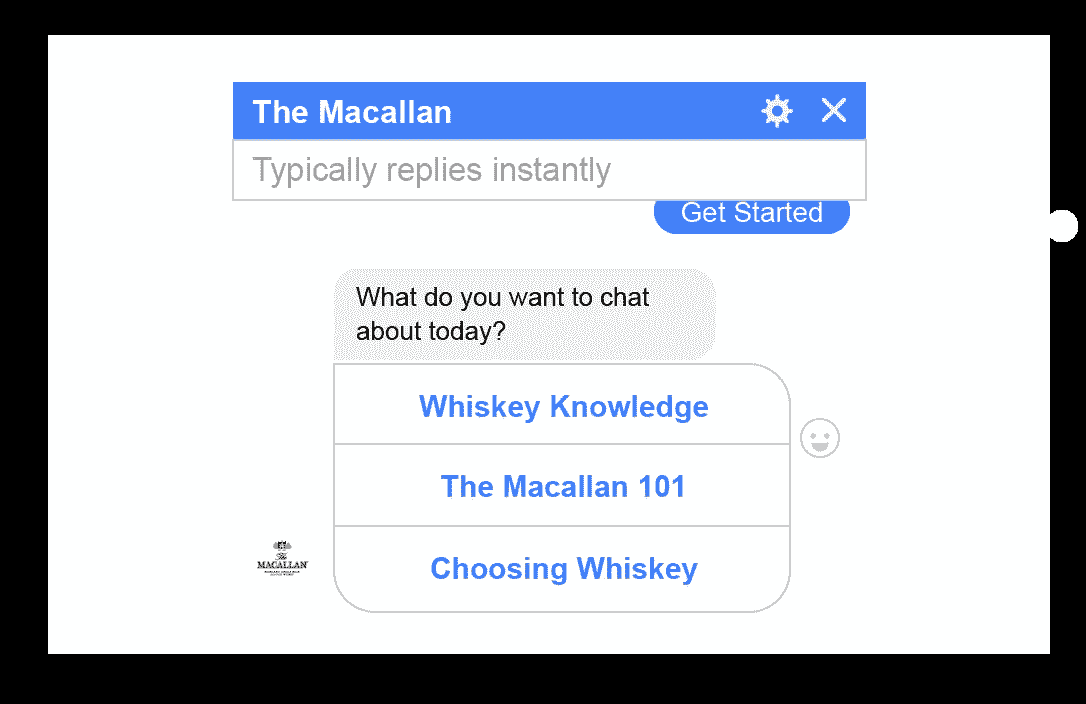 The Macallan
Typically replies instantly
Get Started
What do you want to chat
about today?
Whiskey Knowledge
The Macallan 101
Choosing Whiskey
The
MACALLAN